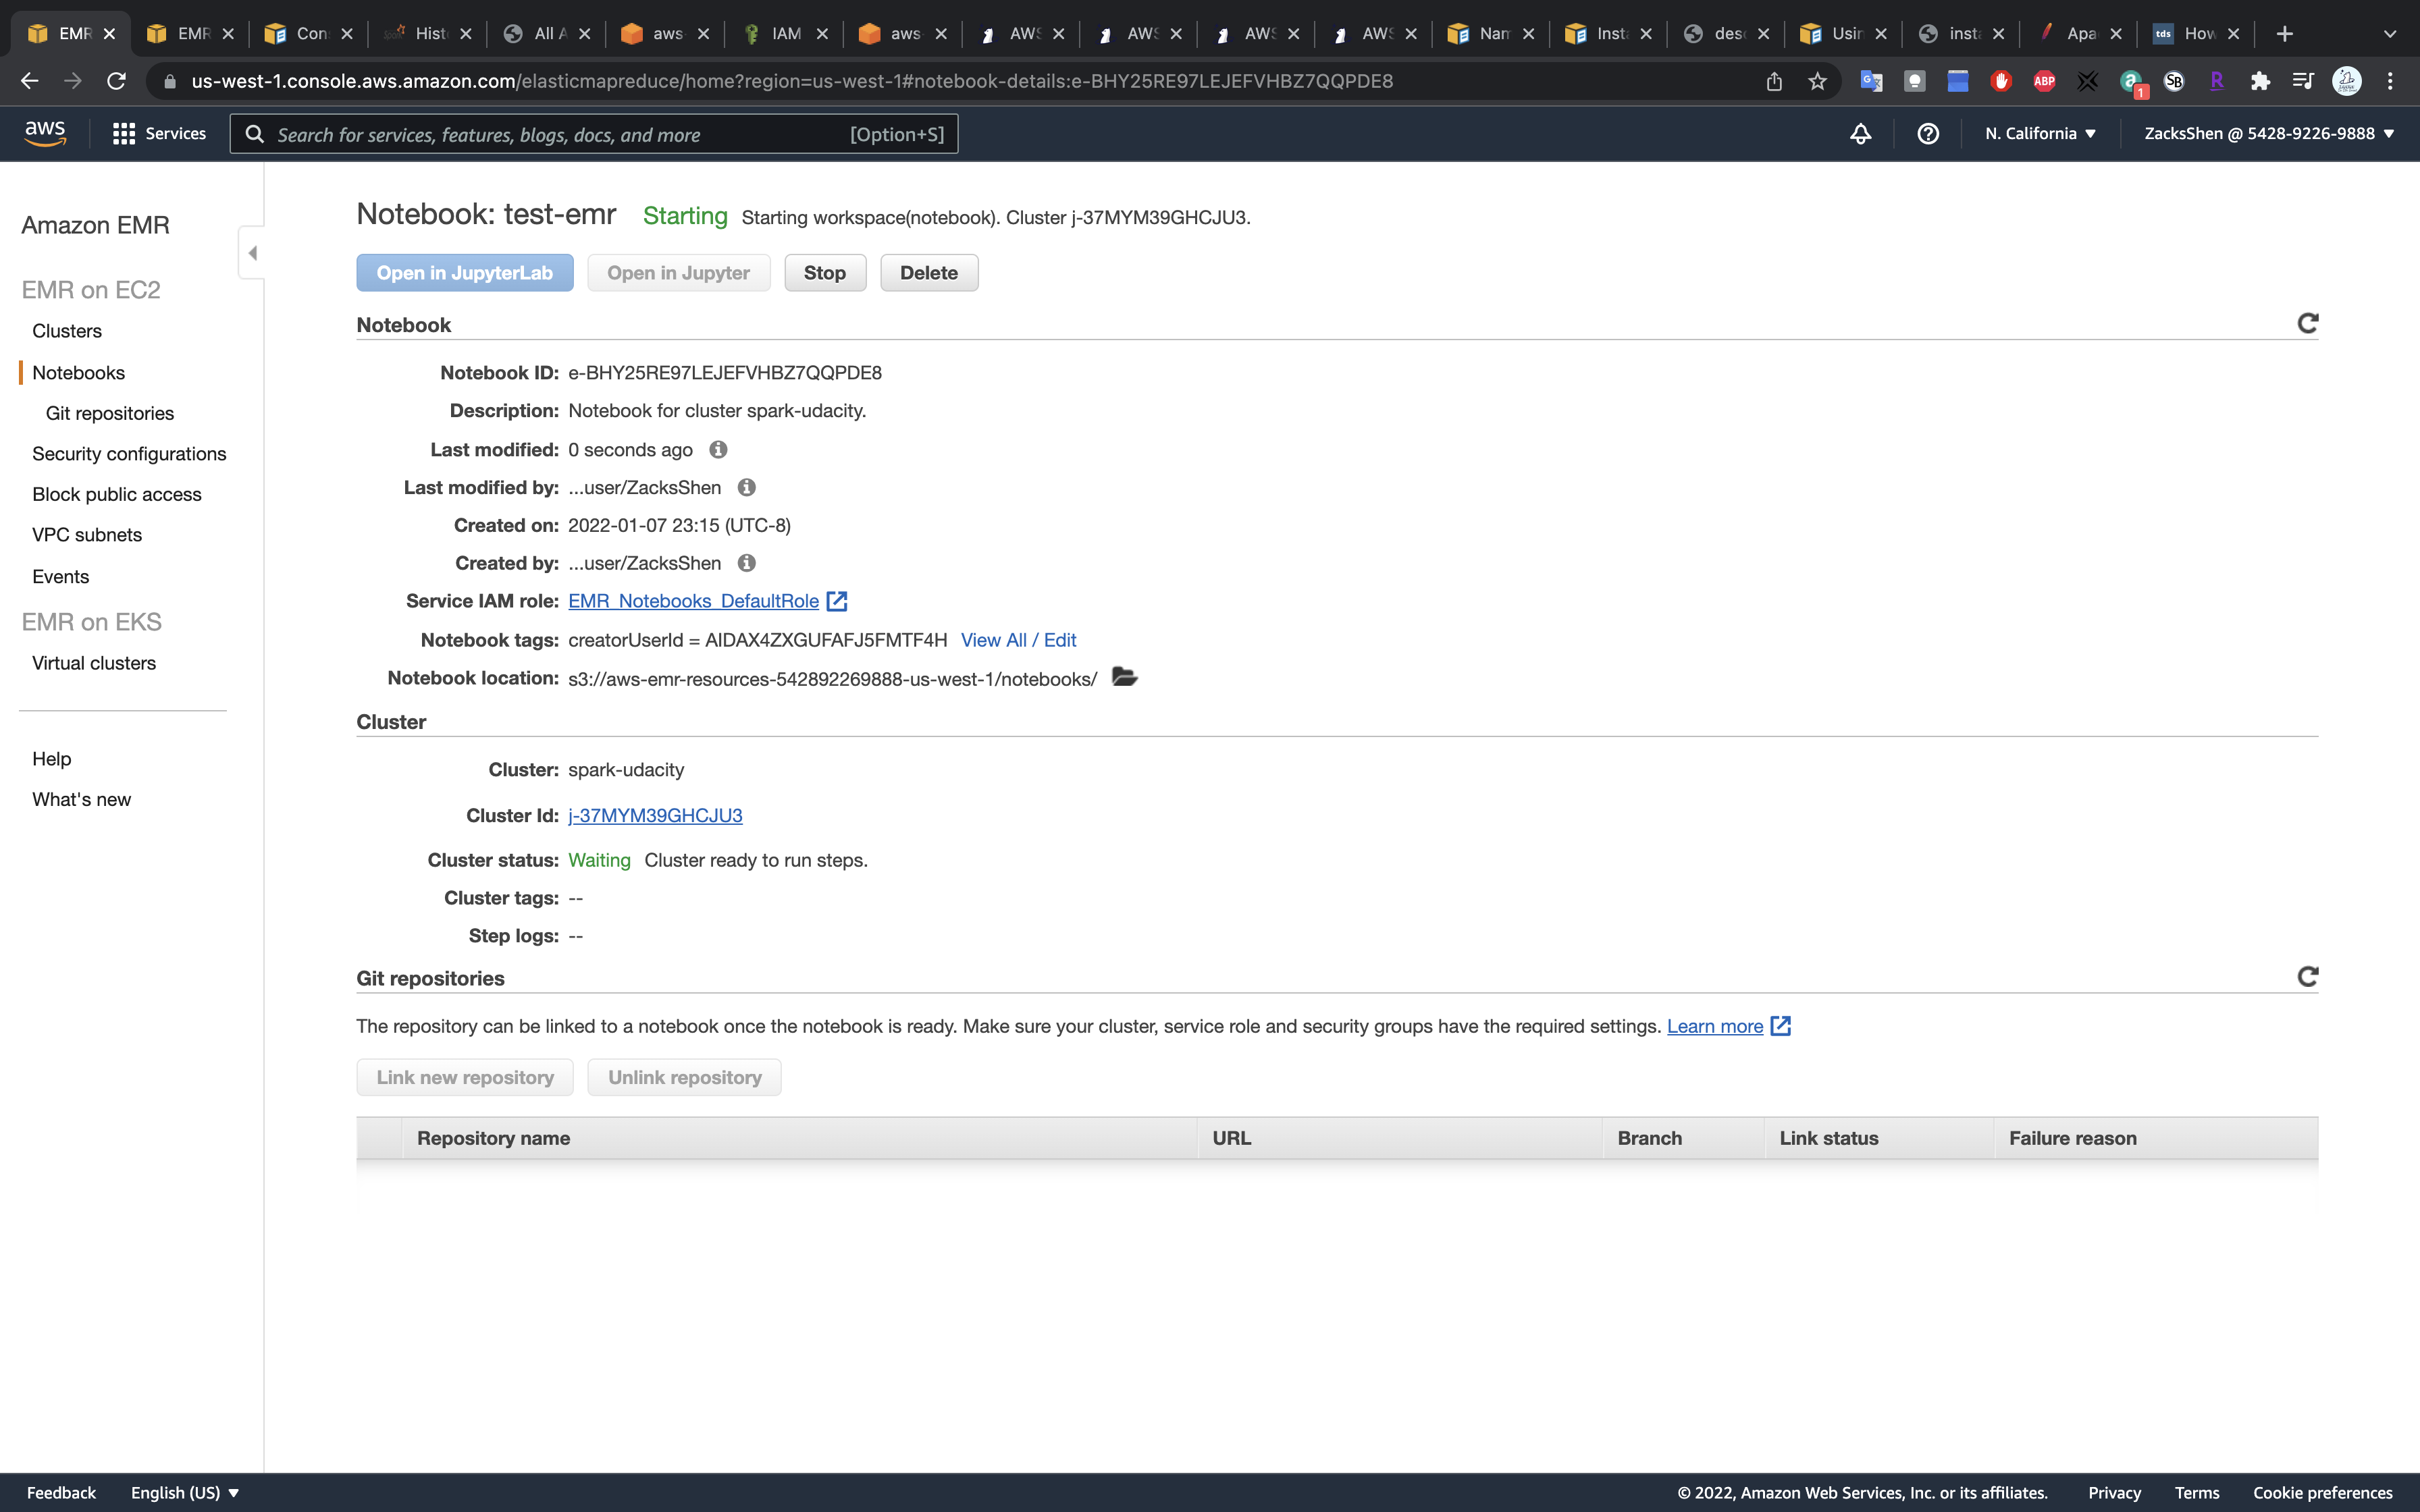 EMR
EMR
Con
Hist
All A
aws
IAM
aws
AWS
AWS
AWS
AWS
Nam
Insta
des
Usin
insta
Apa
tds
How
us-west-1.console.aws.amazon.com/elasticmapreduce/home?region=us-west-1#notebook-details:e-BHY25RE97LEJEFVHBZ7QQPDE8
ABP
1
SB
R
aws
Services
Search for services, features, blogs, docs, and more
[Option+S]
N. California ▼
ZacksShen @ 5428-9226-9888 ▼
Amazon EMR
EMR on EC2
Clusters
Notebooks
Git repositories
Security configurations
Block public access
VPC subnets
Events
EMR on EKS
Virtual clusters
Help
What's new
Notebook: test-emr Starting Starting workspace(notebook). Cluster j-37MYM39GHCJU3.
Open in JupyterLab
Open in Jupyter
Stop
Delete
Notebook
Notebook ID: e-BHY25RE97LEJEFVHBZ7QQPDE8
Description: Notebook for cluster spark-udacity.
Last modified: 0 seconds ago
Last modified by: ...user/ZacksShen
Created on: 2022-01-07 23:15 (UTC-8)
Created by: ...user/ZacksShen
Service IAM role: EMR_Notebooks_DefaultRole
Notebook tags: creatorUserId = AIDAX4ZXGUFAFJ5FMTF4H View All / Edit
Notebook location: s3://aws-emr-resources-542892269888-us-west-1/notebooks/
Cluster
Cluster: spark-udacity
Cluster Id: j-37MYM39GHCJU3
Cluster status: Waiting Cluster ready to run steps.
Cluster tags: --
Step logs: --
Git repositories
The repository can be linked to a notebook once the notebook is ready. Make sure your cluster, service role and security groups have the required settings. Learn more
Link new repository
Unlink repository
Repository name
URL
Branch
Link status
Failure reason
Feedback
English (US) ▼
© 2022, Amazon Web Services, Inc. or its affiliates.
Privacy
Terms
Cookie preferences